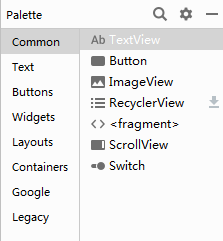 Palette
Common
Text
Buttons
Widgets
Layouts
Containers
Google
Legacy
Ab TextView
Button
ImageView
RecyclerView
<fragment>
ScrollView
Switch